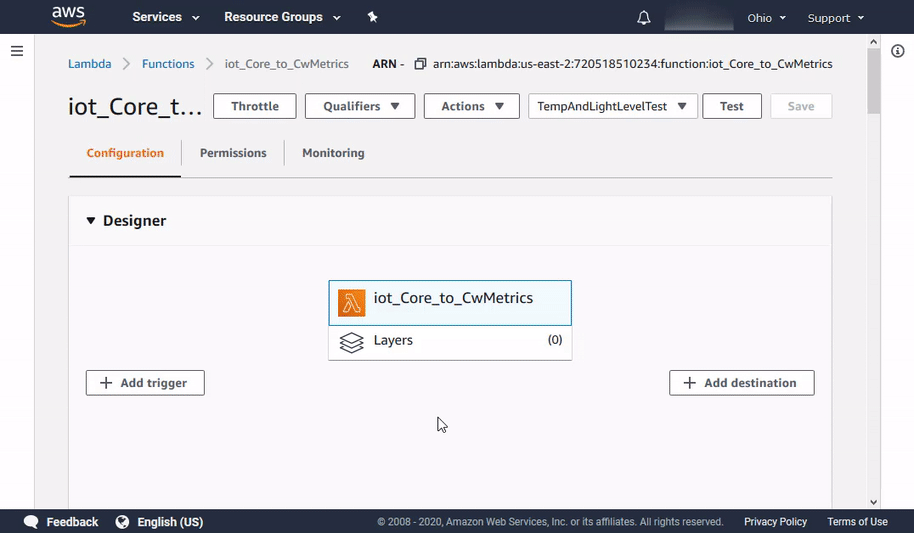 aws Services Resource Groups Ohio Support
Lambda Functions iot_Core_to_CwMetrics ARN - arn:aws:lambda:us-east-2:720518510234:function:iot_Core_to_CwMetrics
iot_Core_t... Throttle Qualifiers Actions TempAndLightLevelTest Test Save
Configuration Permissions Monitoring
Designer
iot_Core_to_CwMetrics
Layers (0)
+ Add trigger + Add destination
Feedback English (US) © 2008 - 2020, Amazon Web Services, Inc. or its affiliates. All rights reserved. Privacy Policy Terms of Use